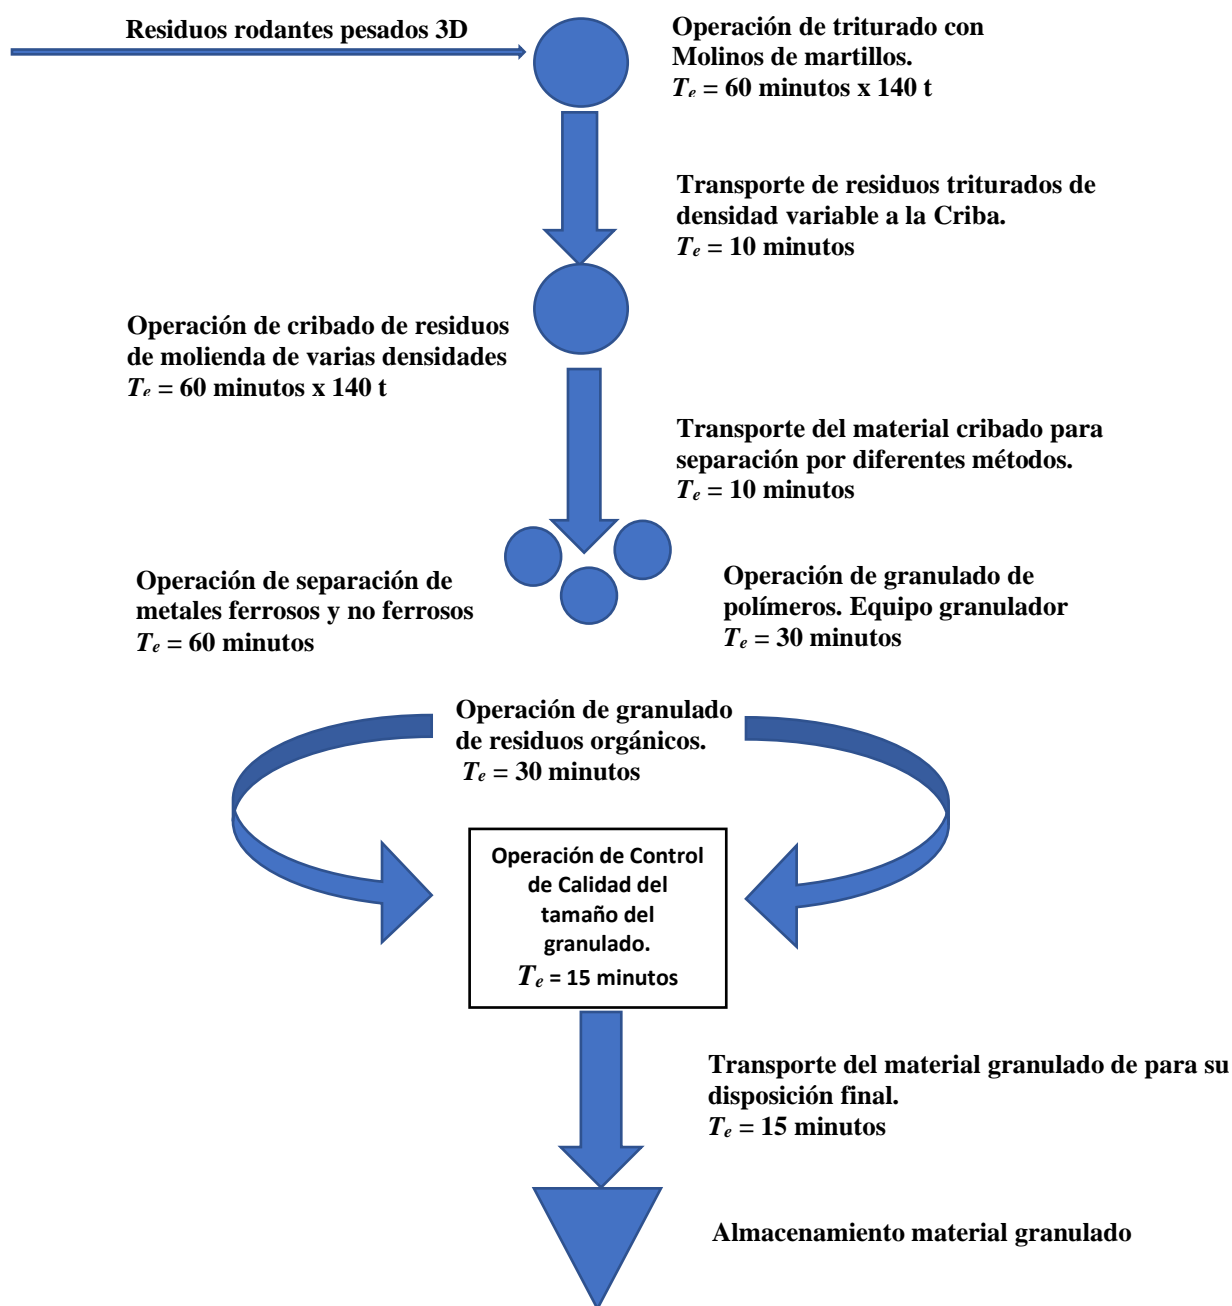 Residuos rodantes pesados 3D
Operación de triturado con
Molinos de martillos.
Te = 60 minutos x 140 t
Transporte de residuos triturados de
densidad variable a la Criba.
Te = 10 minutos
Operación de cribado de residuos
de molienda de varias densidades
Te = 60 minutos x 140 t
Transporte del material cribado para
separación por diferentes métodos.
Te = 10 minutos
Operación de separación de
metales ferrosos y no ferrosos
Te = 60 minutos
Operación de granulado de
polímeros. Equipo granulador
Te = 30 minutos
Operación de granulado
de residuos orgánicos.
Te = 30 minutos
Operación de Control
de Calidad del
tamaño del
granulado.
Te = 15 minutos
Transporte del material granulado de para su
disposición final.
Te = 15 minutos
Almacenamiento material granulado